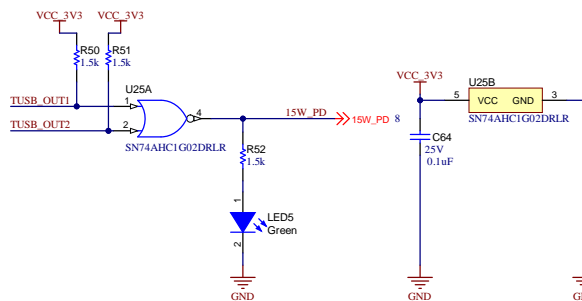 VCC_3V3 VCC_3V3
R50 R51
1.5k 1.5k
U25A
TUSB_OUT1 1
4 15W_PD 15W_PD 8
TUSB_OUT2 2
SN74AHC1G02DRLR
R52
1.5k
1
LED5
Green
2
GND
VCC_3V3 U25B
5 VCC GND 3
SN74AHC1G02DRLR
C64
25V
0.1uF
GND